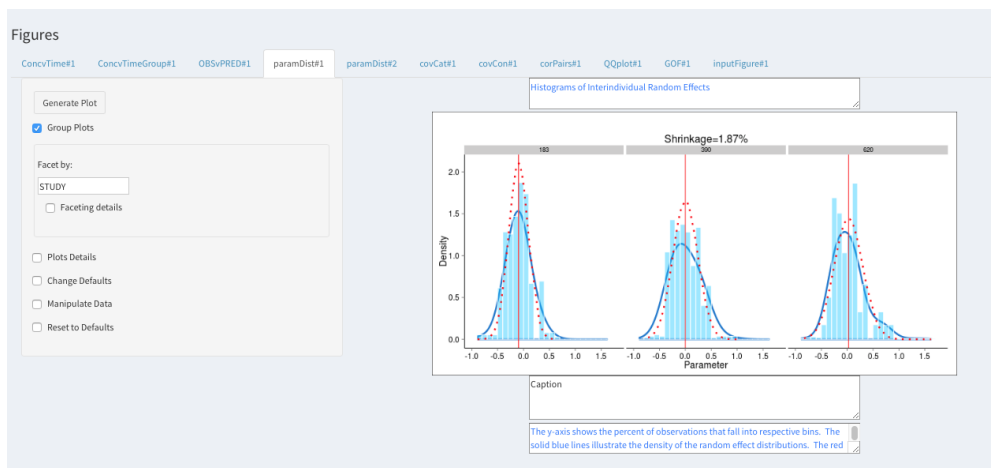 Figures
ConcvTime#1 ConcvTimeGroup#1 OBSvPRED#1 paramDist#1 paramDist#2 covCat#1 covCon#1 corPairs#1 QQplot#1 GOF#1 inputFigure#1
Generate Plot
Group Plots
Facet by:
STUDY
Faceting details
Plots Details
Change Defaults
Manipulate Data
Reset to Defaults
Histograms of Interindividual Random Effects
Shrinkage=1.87%
193 390 620
Density
2.0
1.5
1.0
0.5
0.0
-1.0 -0.5 0.0 0.5 1.0 1.5 -1.0 -0.5 0.0 0.5 1.0 1.5 -1.0 -0.5 0.0 0.5 1.0 1.5
Parameter
Caption
The y-axis shows the percent of observations that fall into respective bins. The
solid blue lines illustrate the density of the random effect distributions. The red